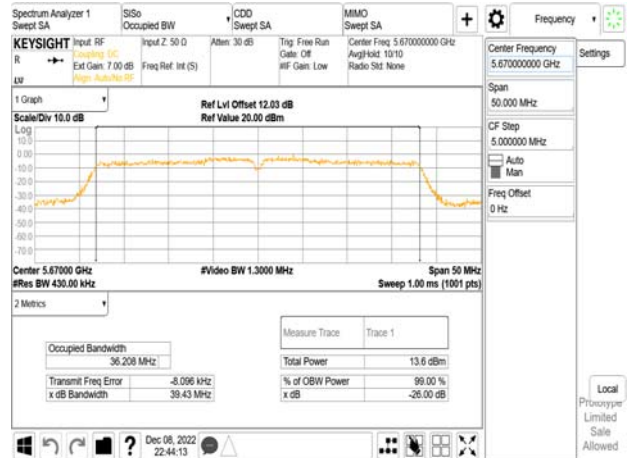 Spectrum Analyzer 1
Swept SA
SiSo
Occupied BW
CDD
Swept SA
MIMO
Swept SA
+
Frequency
KEYSIGHT
R
LW
Input: RF
Coupling: DC
Ext Gain: 7.00 dB
Align: Auto/No RF
Input Z: 50 Ω
Freq Ref: Int (S)
Atten: 30 dB
Trig: Free Run
Gate: Off
#IF Gain: Low
Center Freq: 5.670000000 GHz
Avg|Hold: 10/10
Radio Std: None
Center Frequency
5.670000000 GHz
Settings
Span
50.000 MHz
CF Step
5.000000 MHz
Auto
Man
Freq Offset
0 Hz
1 Graph
Scale/Div 10.0 dB
Ref Lvl Offset 12.03 dB
Ref Value 20.00 dBm
Log
10.0
0.00
-10.0
-20.0
-30.0
-40.0
-50.0
-60.0
-70.0
Center 5.67000 GHz
#Res BW 430.00 kHz
#Video BW 1.3000 MHz
Span 50 MHz
Sweep 1.00 ms (1001 pts)
2 Metrics
Measure Trace Trace 1
Occupied Bandwidth
36.208 MHz
Total Power 13.6 dBm
Transmit Freq Error -8.096 kHz
% of OBW Power 99.00 %
x dB Bandwidth 39.43 MHz
x dB -26.00 dB
Local
Prototype
Limited
Sale
Allowed
?
Dec 08, 2022
22:44:13